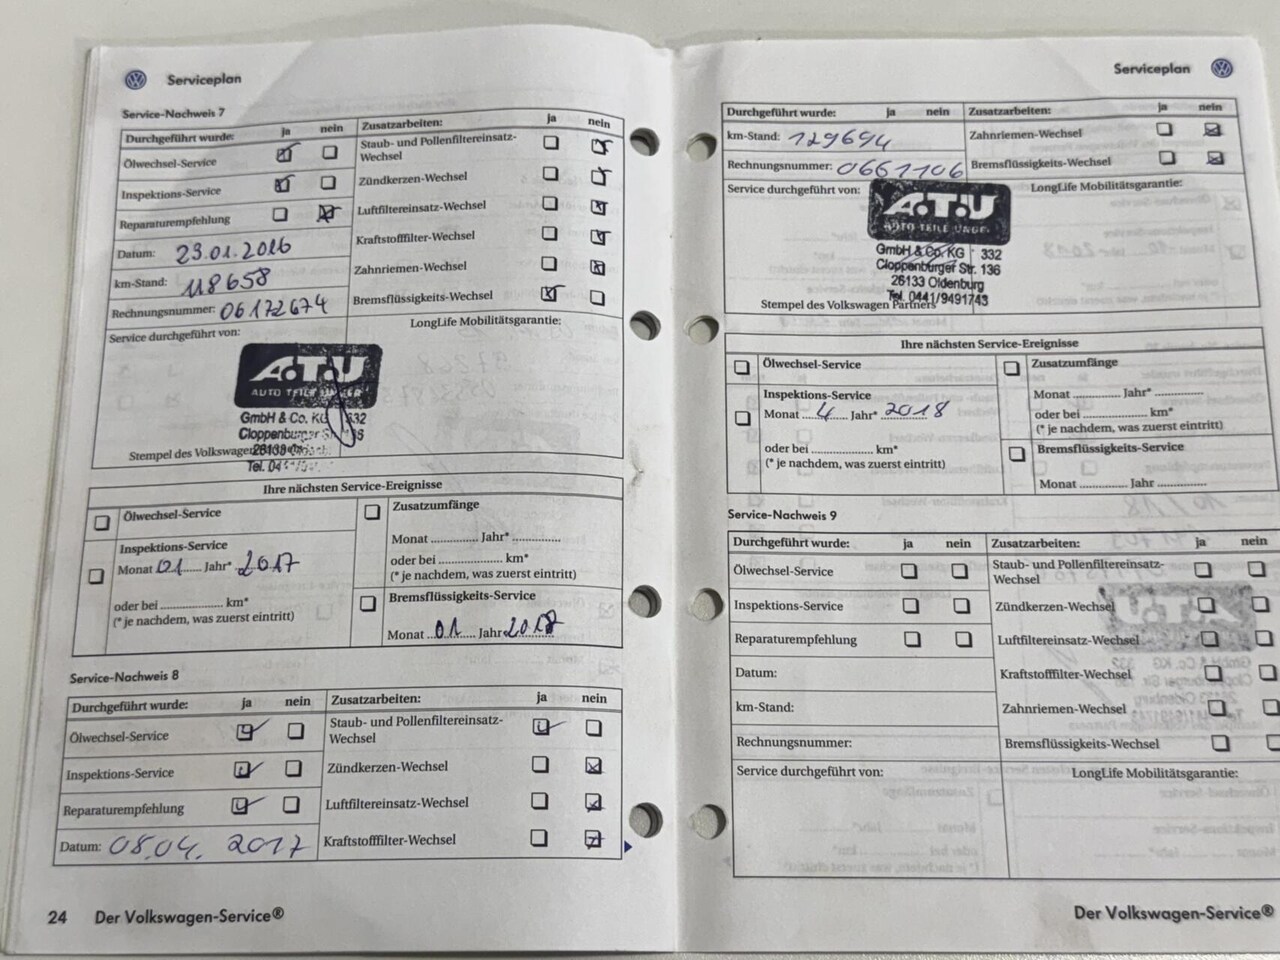 Serviceplan
Service-Nachweis 7
Durchgeführt wurde: ja nein
Ölwechsel-Service
Inspektions-Service
Reparaturempfehlung
Datum: 23.01.2016
km-Stand: 118658
Rechnungsnummer: 06172674
Zusatzarbeiten: ja nein
Staub- und Pollenfiltereinsatz-
Wechsel
Zündkerzen-Wechsel
Luftfiltereinsatz-Wechsel
Kraftstofffilter-Wechsel
Zahnriemen-Wechsel
Bremsflüssigkeits-Wechsel
Service durchgeführt von:
LongLife Mobilitätsgarantie:
A.T.U
AUTO TEILE UNGER
GmbH & Co. KG 332
Cloppenburger Str. 136
26133
Tel. 04
Stempel des Volkswagen
Ihre nächsten Service-Ereignisse
Ölwechsel-Service
Inspektions-Service
Monat 01 Jahr* 2017
oder bei ........ km*
(* je nachdem, was zuerst eintritt)
Zusatzumfänge
Monat ........ Jahr* ........
oder bei ........ km*
(* je nachdem, was zuerst eintritt)
Bremsflüssigkeits-Service
Monat 01 Jahr 2018
Service-Nachweis 8
Durchgeführt wurde: ja nein
Ölwechsel-Service
Inspektions-Service
Reparaturempfehlung
Datum: 08.04. 2017
Zusatzarbeiten: ja nein
Staub- und Pollenfiltereinsatz-
Wechsel
Zündkerzen-Wechsel
Luftfiltereinsatz-Wechsel
Kraftstofffilter-Wechsel
24 Der Volkswagen-Service®
Serviceplan
Durchgeführt wurde: ja nein
km-Stand: 129694
Rechnungsnummer: 0661106
Zusatzarbeiten: ja nein
Zahnriemen-Wechsel
Bremsflüssigkeits-Wechsel
Service durchgeführt von:
LongLife Mobilitätsgarantie:
A.T.U
AUTO TEILE UNGER
GmbH & Co. KG 332
Cloppenburger Str. 136
26133 Oldenburg
Tel. 0441/9491743
Stempel des Volkswagen Partners
Ihre nächsten Service-Ereignisse
Ölwechsel-Service
Inspektions-Service
Monat 4 Jahr* 2018
oder bei ........ km*
(* je nachdem, was zuerst eintritt)
Zusatzumfänge
Monat ........ Jahr* ........
oder bei ........ km*
(* je nachdem, was zuerst eintritt)
Bremsflüssigkeits-Service
Monat ........ Jahr ........
Service-Nachweis 9
Durchgeführt wurde: ja nein
Ölwechsel-Service
Inspektions-Service
Reparaturempfehlung
Datum:
km-Stand:
Rechnungsnummer:
Zusatzarbeiten: ja nein
Staub- und Pollenfiltereinsatz-
Wechsel
Zündkerzen-Wechsel
Luftfiltereinsatz-Wechsel
Kraftstofffilter-Wechsel
Zahnriemen-Wechsel
Bremsflüssigkeits-Wechsel
Service durchgeführt von:
LongLife Mobilitätsgarantie:
Der Volkswagen-Service®